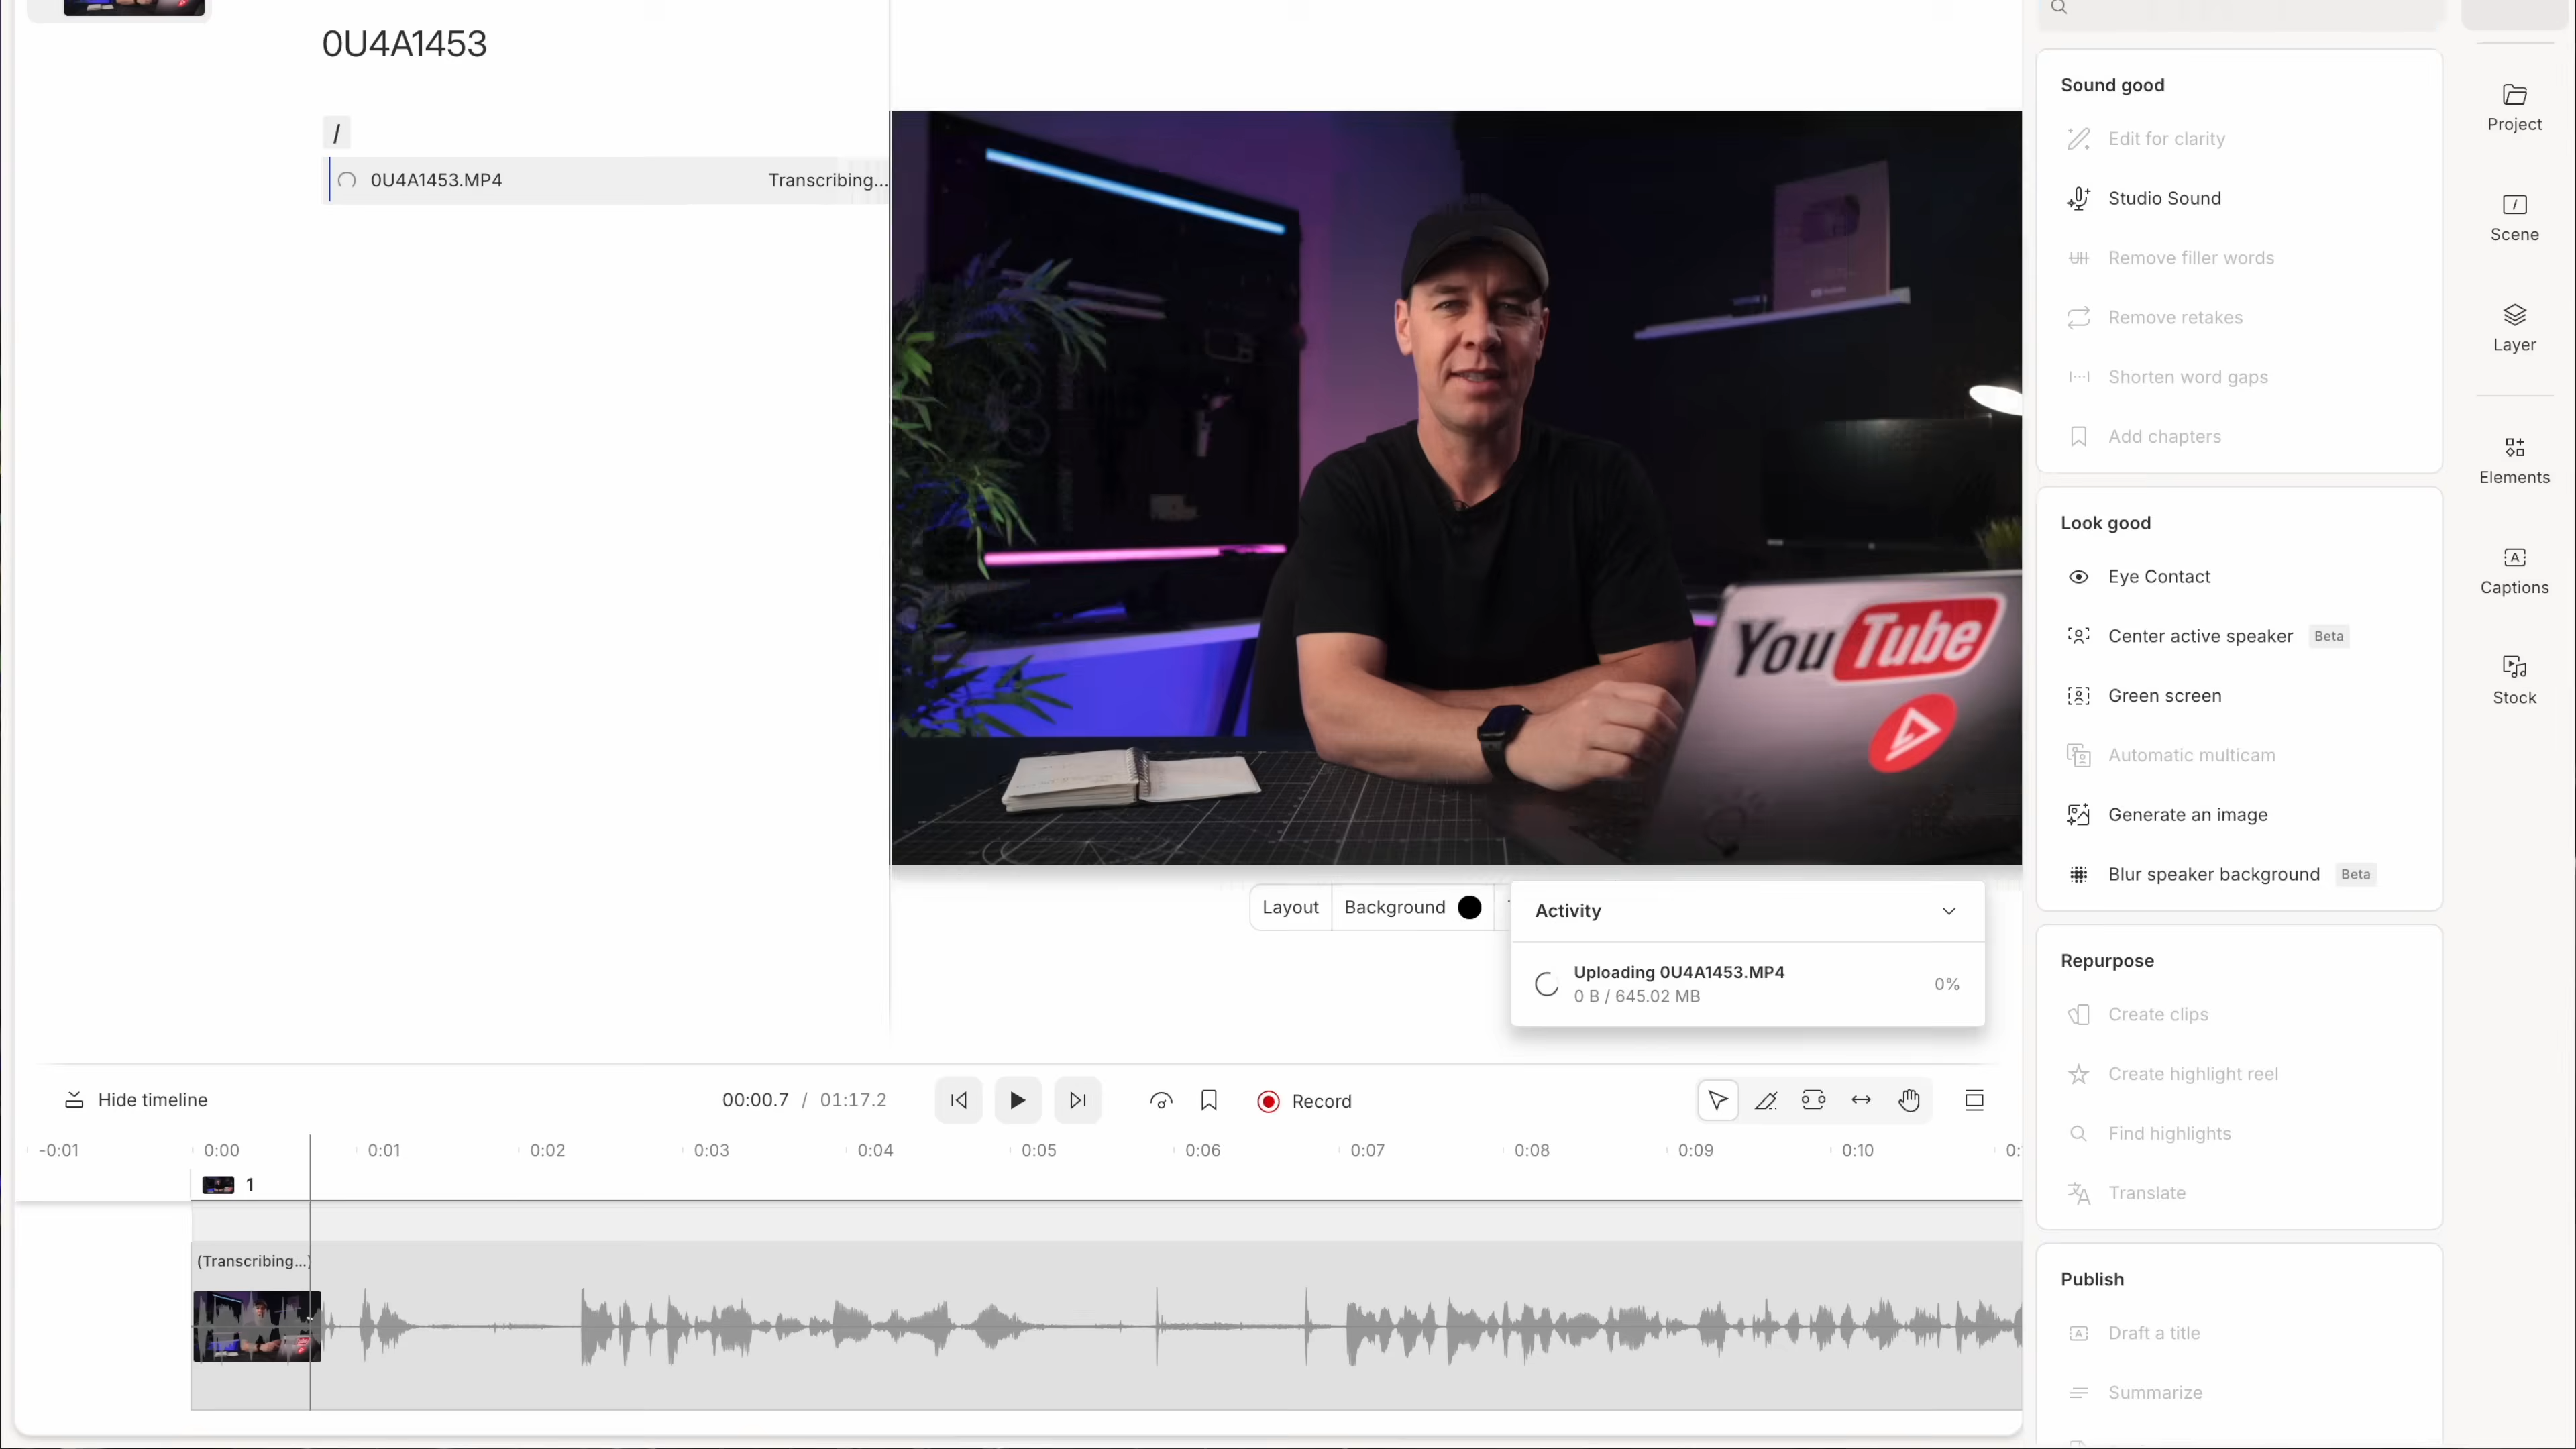 0U4A1453
/
0U4A1453.MP4 Transcribing...
YouTube
Layout
Background
Activity
Uploading 0U4A1453.MP4
0 B / 645.02 MB
0%
Hide timeline
00:00.7 / 01:17.2
Record
-0:01 0:00 0:01 0:02 0:03 0:04 0:05 0:06 0:07 0:08 0:09 0:10
1
(Transcribing...)
Sound good
Edit for clarity
Studio Sound
Remove filler words
Remove retakes
Shorten word gaps
Add chapters
Look good
Eye Contact
Center active speaker Beta
Green screen
Automatic multicam
Generate an image
Blur speaker background Beta
Repurpose
Create clips
Create highlight reel
Find highlights
Translate
Publish
Draft a title
Summarize
Project
Scene
Layer
Elements
Captions
Stock